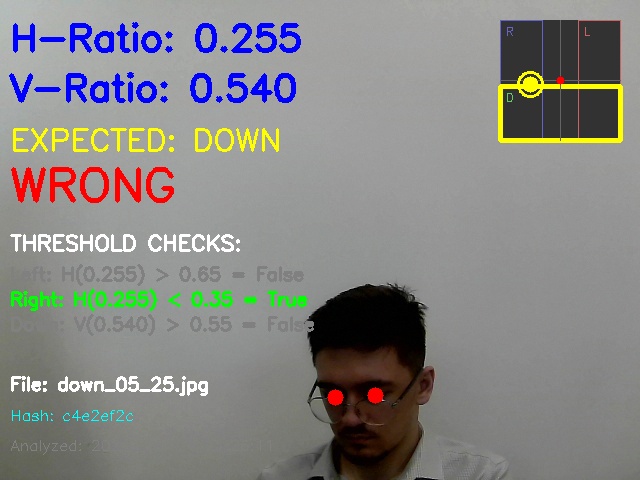 H-Ratio: 0.255
V-Ratio: 0.540
EXPECTED: DOWN
WRONG
THRESHOLD CHECKS:
Left: H(0.255) > 0.65 = False
Right: H(0.255) < 0.35 = True
Down: V(0.540) > 0.55 = False
File: down_05_25.jpg
Hash: c4e2ef2c
Analyzed:
R
L
D